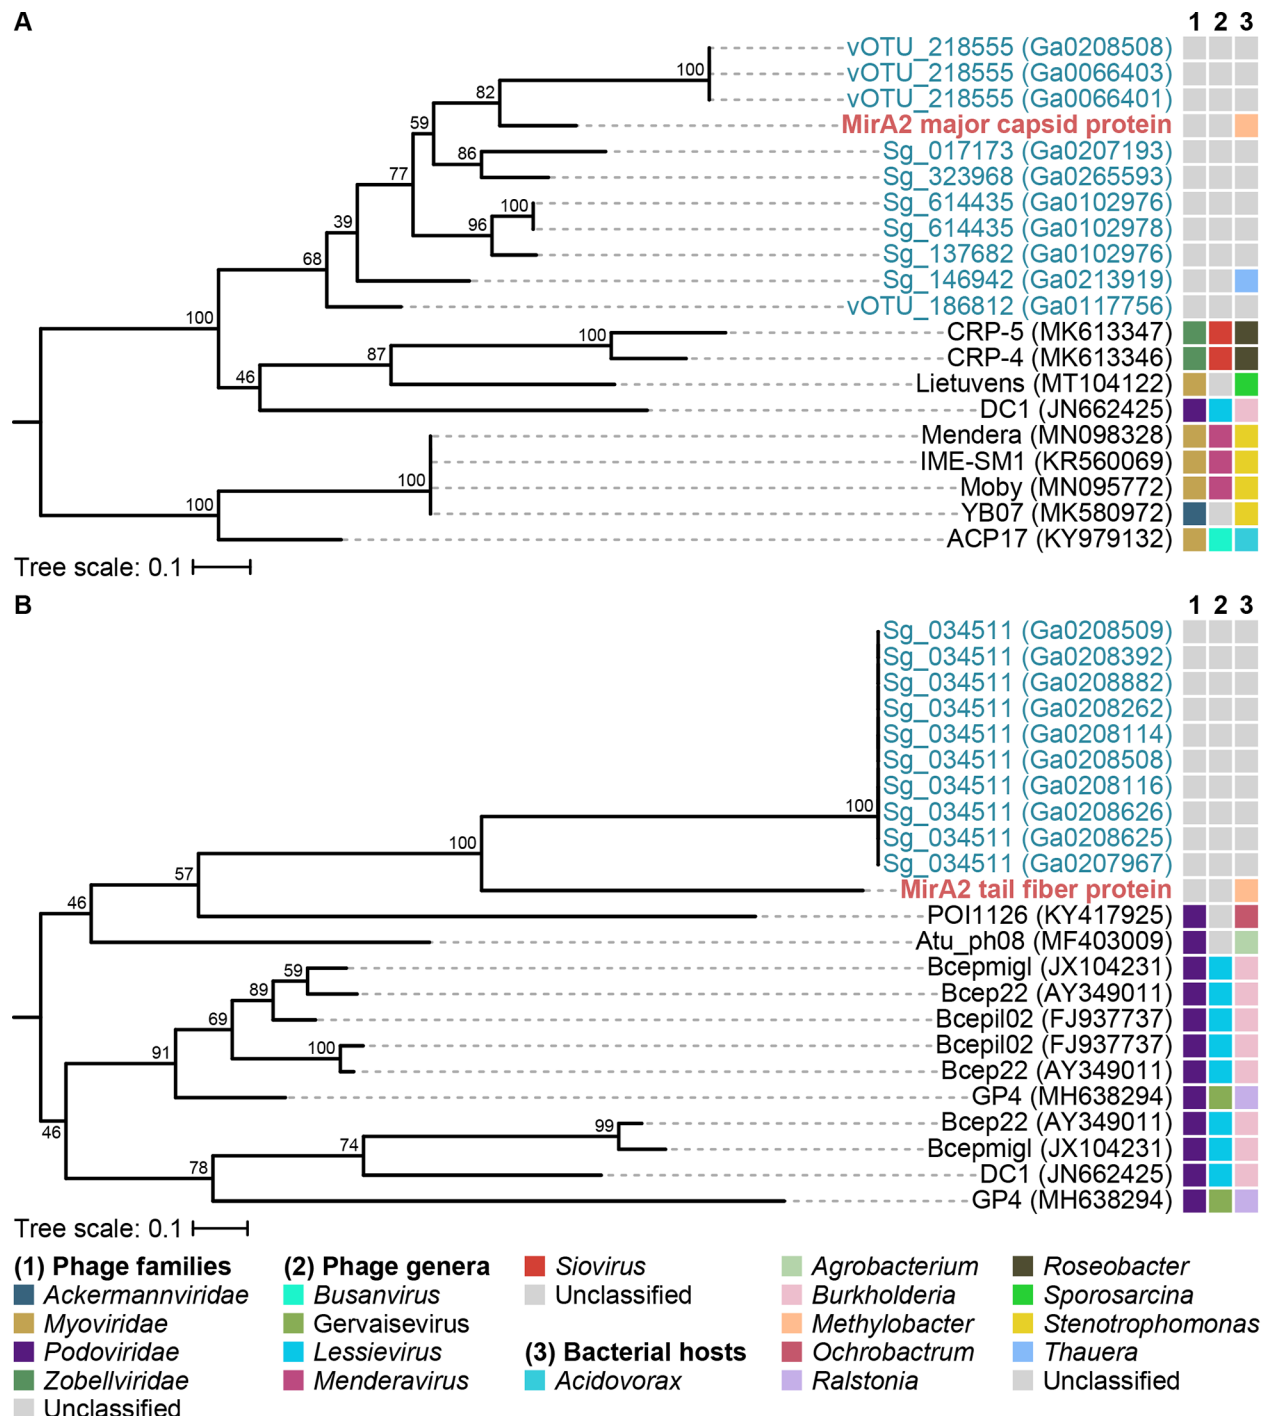 A
1 2 3
vOTU_218555 (Ga0208508)
100
vOTU_218555 (Ga0066403)
82
vOTU_218555 (Ga0066401)
59
MirA2 major capsid protein
86
Sg_017173 (Ga0207193)
77
Sg_323968 (Ga0265593)
100
Sg_614435 (Ga0102976)
39
96
Sg_614435 (Ga0102978)
68
Sg_137682 (Ga0102976)
Sg_146942 (Ga0213919)
100
vOTU_186812 (Ga0117756)
100
CRP-5 (MK613347)
87
CRP-4 (MK613346)
46
Lietuvens (MT104122)
DC1 (JN662425)
Mendera (MN098328)
IME-SM1 (KR560069)
100
Moby (MN095772)
100
YB07 (MK580972)
ACP17 (KY979132)
Tree scale: 0.1
B
1 2 3
Sg_034511 (Ga0208509)
Sg_034511 (Ga0208392)
Sg_034511 (Ga0208882)
Sg_034511 (Ga0208262)
Sg_034511 (Ga0208114)
Sg_034511 (Ga0208508)
Sg_034511 (Ga0208116)
100
Sg_034511 (Ga0208626)
100
Sg_034511 (Ga0208625)
57
Sg_034511 (Ga0207967)
46
MirA2 tail fiber protein
POI1126 (KY417925)
Atu_ph08 (MF403009)
59
Bcepmigl (JX104231)
89
Bcep22 (AY349011)
69
Bcepil02 (FJ937737)
91
100
Bcepil02 (FJ937737)
Bcep22 (AY349011)
GP4 (MH638294)
46
99
Bcep22 (AY349011)
74
Bcepmigl (JX104231)
78
DC1 (JN662425)
GP4 (MH638294)
Tree scale: 0.1
(1) Phage families
Ackermannviridae
Myoviridae
Podoviridae
Zobellviridae
Unclassified
(2) Phage genera
Busanvirus
Gervaisevirus
Lessievirus
Menderavirus
Siovirus
Unclassified
(3) Bacterial hosts
Acidovorax
Agrobacterium
Burkholderia
Methylobacter
Ochrobactrum
Ralstonia
Roseobacter
Sporosarcina
Stenotrophomonas
Thauera
Unclassified